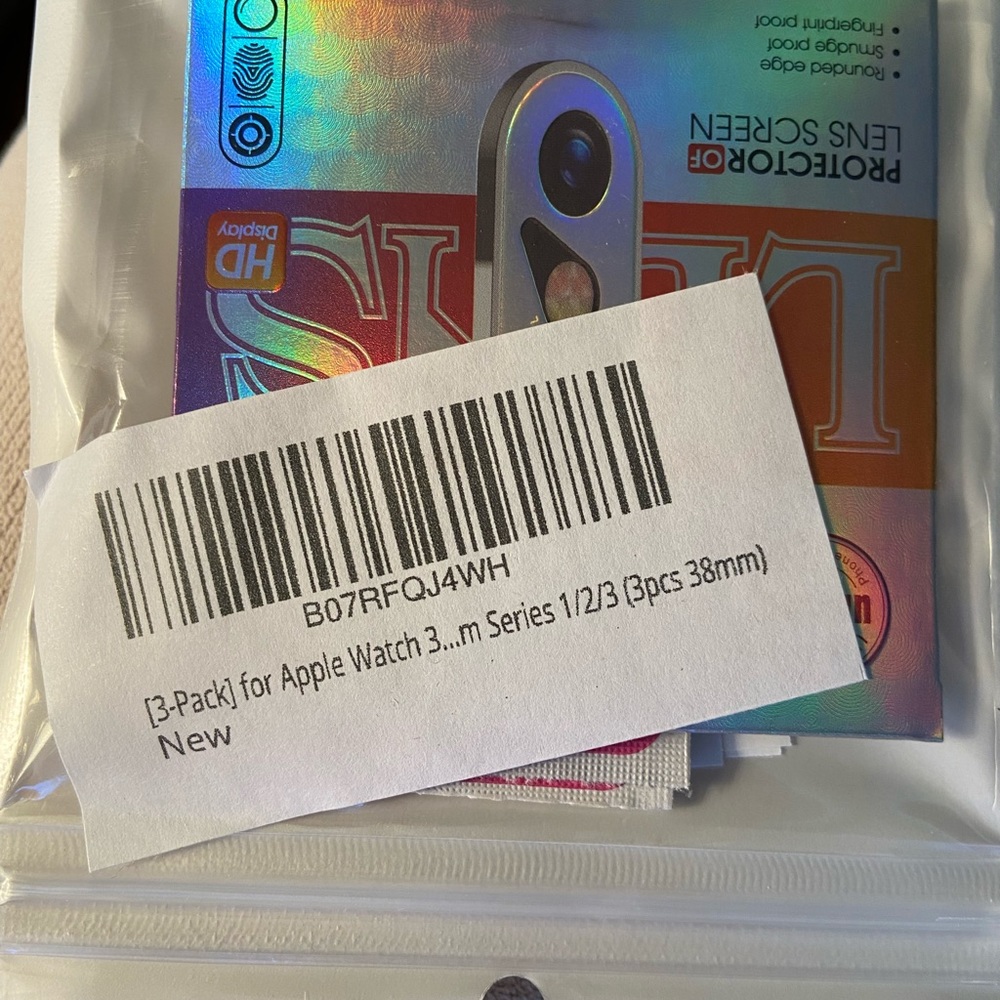 Fingerprint proof
Smudge proof
Rounded edge
LENS SCREEN
PROTECTOR OF
HD
Display
LENS
B07RFQJ4WH
[3-Pack] for Apple Watch 3...m Series 1/2/3 (3pcs 38mm)
New